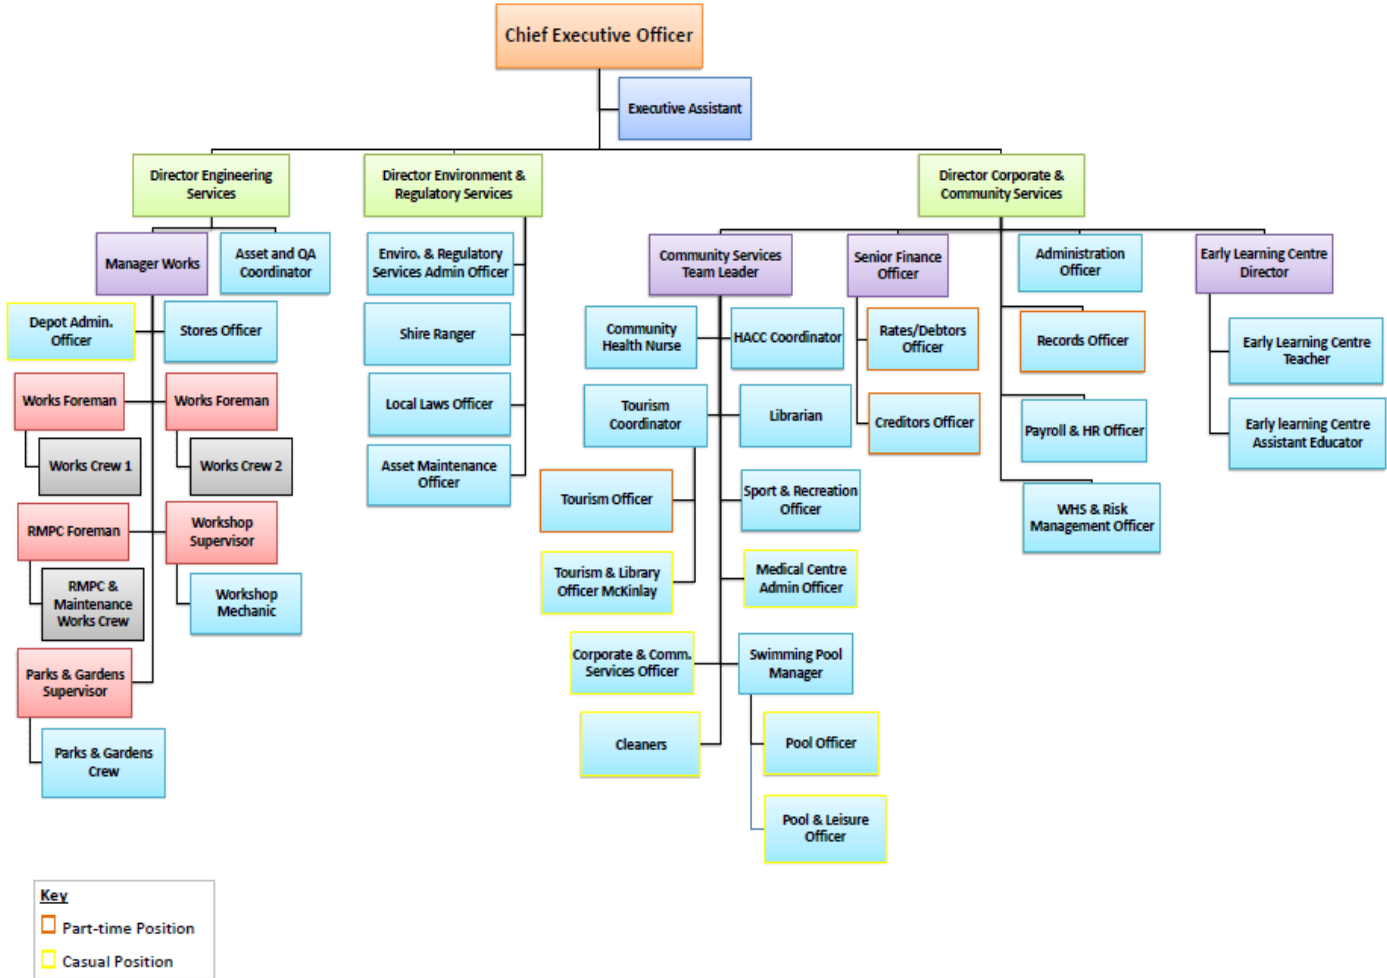 Chief Executive Officer
Executive Assistant
Director Engineering
Services
Director Environment &
Regulatory Services
Director Corporate &
Community Services
Manager Works
Asset and QA
Coordinator
Depot Admin.
Officer
Stores Officer
Works Foreman
Works Foreman
Works Crew 1
Works Crew 2
RMPC Foreman
Workshop
Supervisor
RMPC &
Maintenance
Works Crew
Workshop
Mechanic
Parks & Gardens
Supervisor
Parks & Gardens
Crew
Enviro. & Regulatory
Services Admin Officer
Shire Ranger
Local Laws Officer
Asset Maintenance
Officer
Community Services
Team Leader
Community
Health Nurse
HACC Coordinator
Tourism
Coordinator
Librarian
Tourism Officer
Sport & Recreation
Officer
Tourism & Library
Officer McKinlay
Medical Centre
Admin Officer
Corporate & Comm.
Services Officer
Swimming Pool
Manager
Cleaners
Pool Officer
Pool & Leisure
Officer
Senior Finance
Officer
Rates/Debtors
Officer
Creditors Officer
Administration
Officer
Records Officer
Payroll & HR Officer
WHS & Risk
Management Officer
Early Learning Centre
Director
Early Learning Centre
Teacher
Early learning Centre
Assistant Educator
Key
Part-time Position
Casual Position